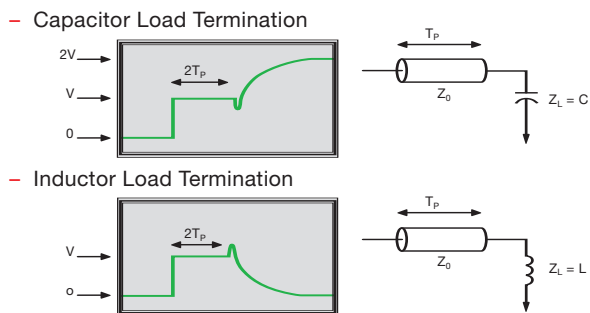 – Capacitor Load Termination
2V
V
0
2T_P
T_P
Z_0
Z_L = C
– Inductor Load Termination
V
o
2T_P
T_P
Z_0
Z_L = L